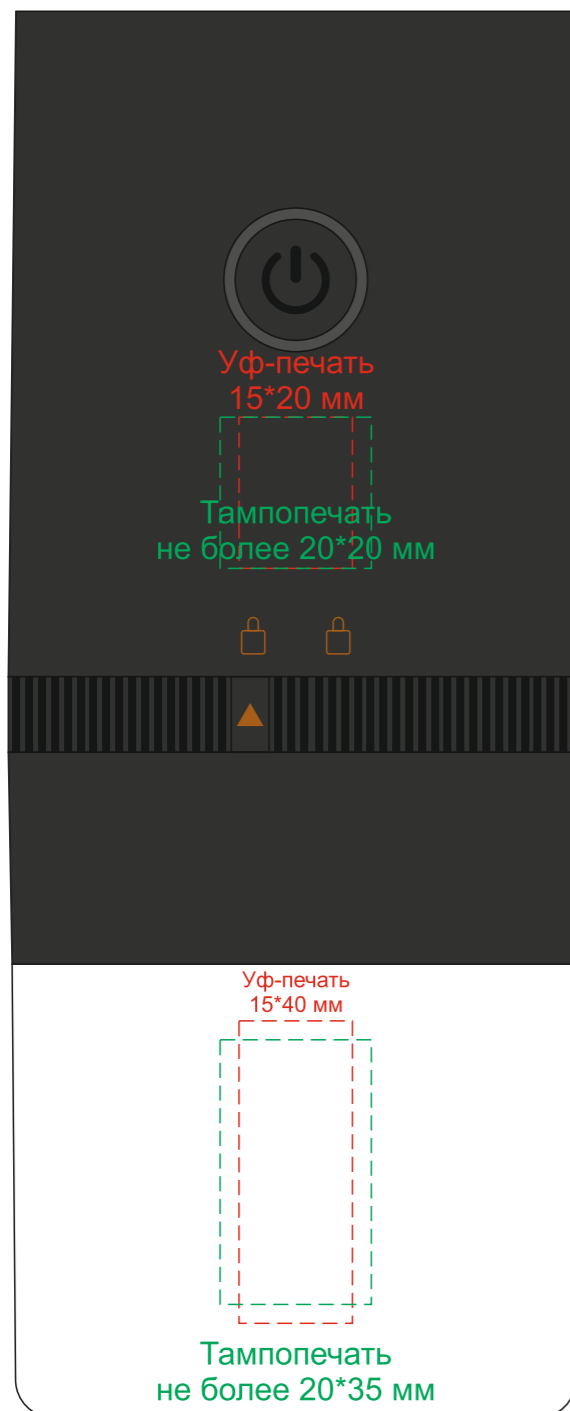 Уф-печать
15*20 мм
Тампопечать
не более 20*20 мм
Уф-печать
15*40 мм
Тампопечать
не более 20*35 мм